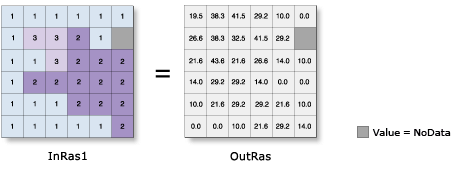 1 1 1 1 1 1
1 3 3 2 1
1 1 3 2 2 2
1 2 2 2 2 2
1 1 1 2 2 2
1 1 1 1 1 2
=
19.5 38.3 41.5 29.2 10.0 0.0
26.6 38.3 32.5 41.5 29.2
21.6 43.6 21.6 26.6 14.0 10.0
14.0 29.2 29.2 14.0 0.0 0.0
10.0 21.6 29.2 29.2 21.6 10.0
0.0 0.0 10.0 21.6 29.2 14.0
Value = NoData
InRas1
OutRas